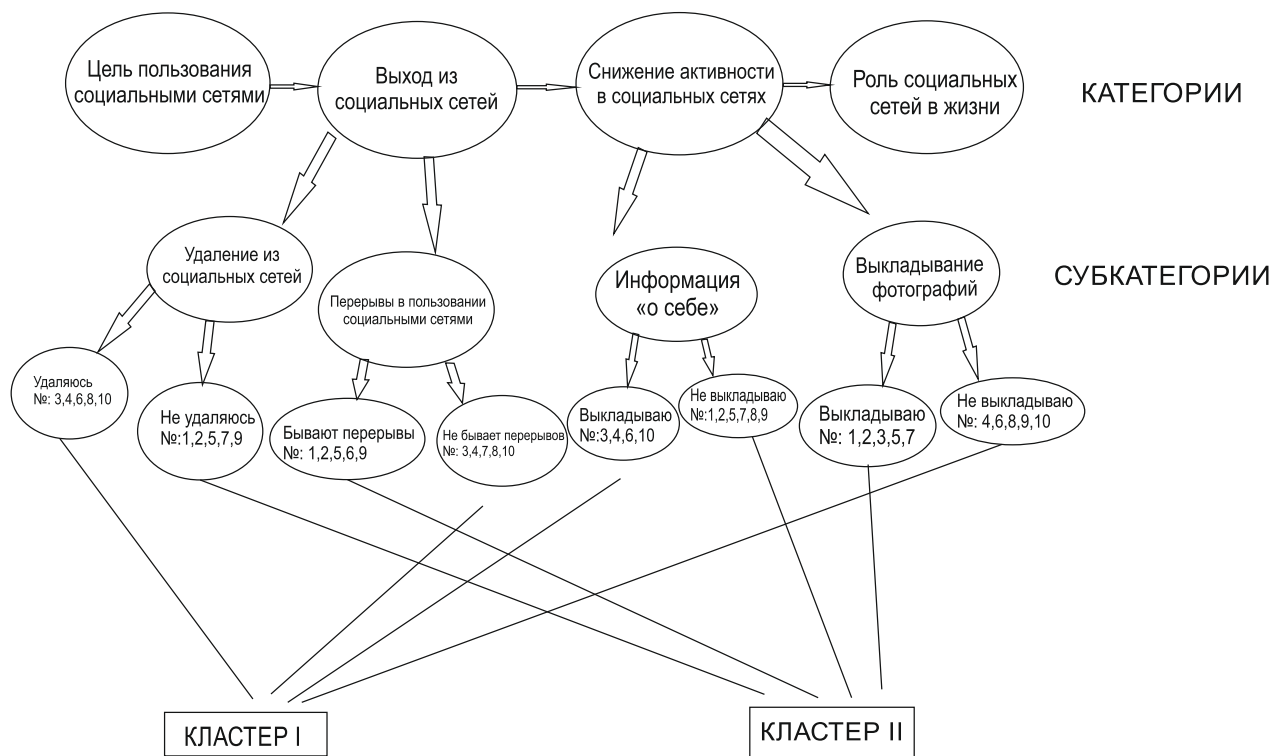 Цель пользования
социальными сетями
Выход из
социальных сетей
Снижение активности
в социальных сетях
Роль социальных
сетей в жизни
КАТЕГОРИИ
Удаление из
социальных сетей
Перерывы в пользовании
социальными сетями
Информация
«о себе»
Выкладывание
фотографий
СУБКАТЕГОРИИ
Удаляюсь
№: 3,4,6,8,10
Не удаляюсь
№:1,2,5,7,9
Бывают перерывы
№: 1,2,5,6,9
Не бывает перерывов
№: 3,4,7,8,10
Выкладываю
№:3,4,6,10
Не выкладываю
№:1,2,5,7,8,9
Выкладываю
№: 1,2,3,5,7
Не выкладываю
№: 4,6,8,9,10
КЛАСТЕР I
КЛАСТЕР II